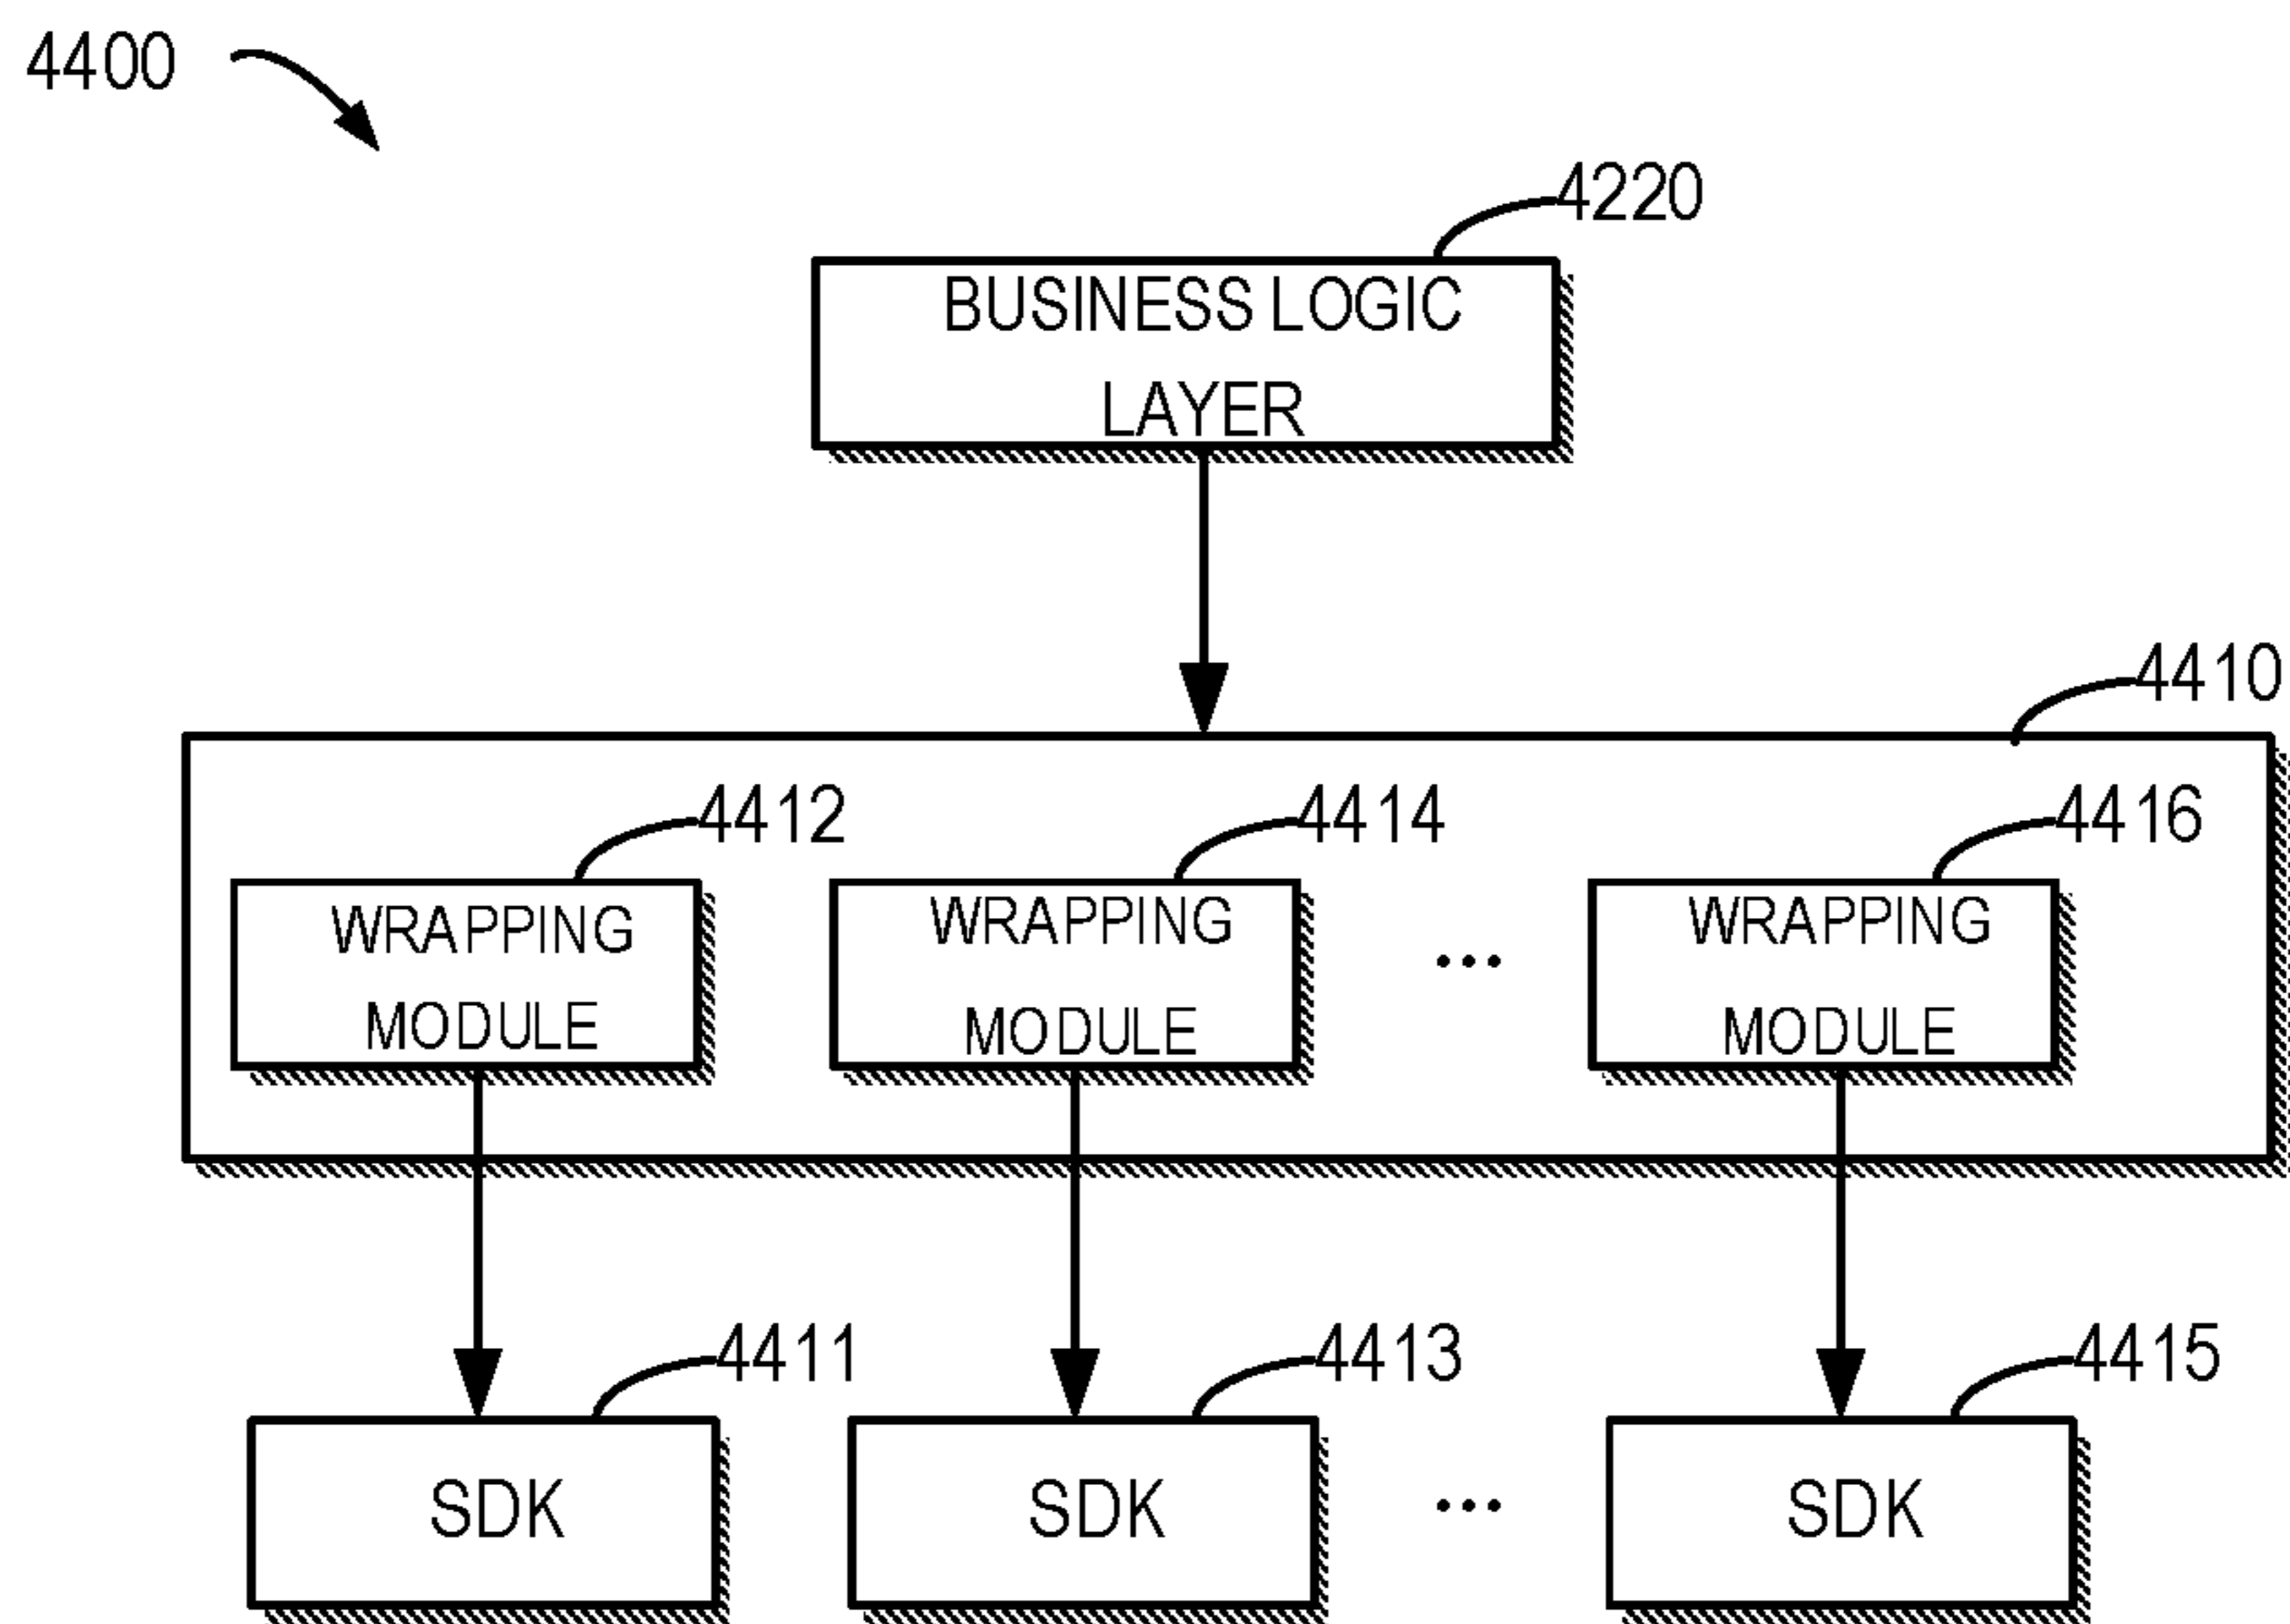 4400
4220
BUSINESS LOGIC
LAYER
4410
4412
4414
4416
WRAPPING
MODULE
WRAPPING
MODULE
...
WRAPPING
MODULE
4411
4413
4415
SDK
SDK
...
SDK